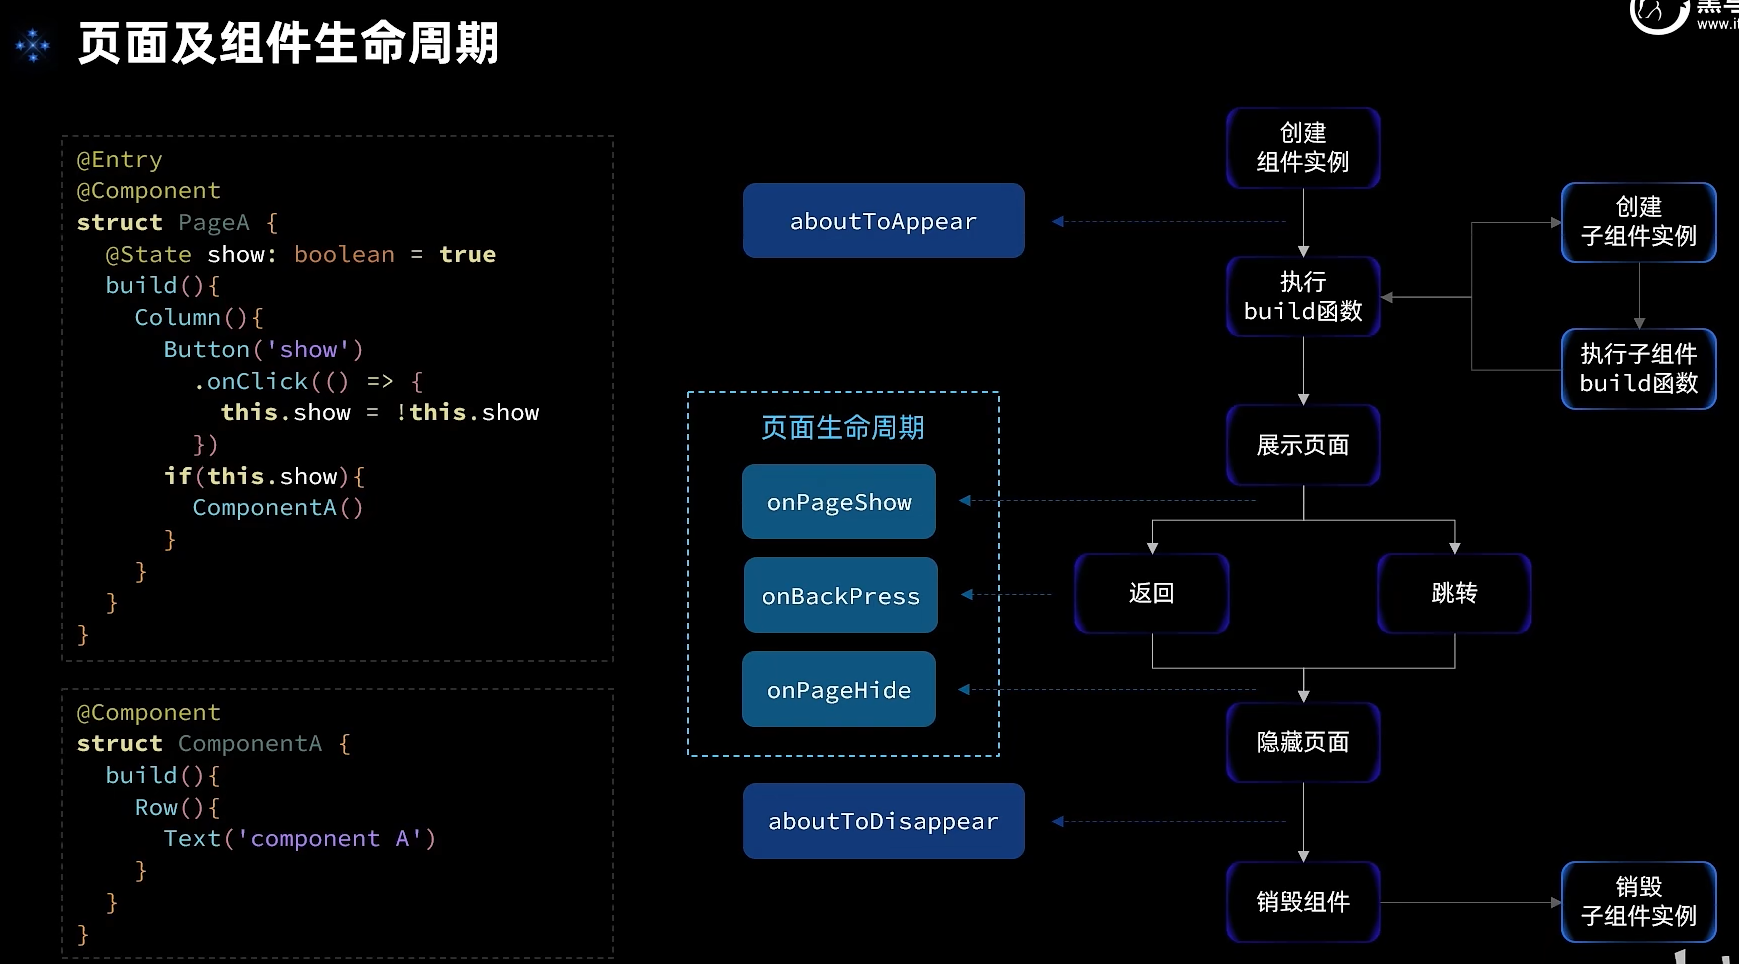 页面及组件生命周期
@Entry
@Component
struct PageA {
@State show: boolean = true
build(){
Column(){
Button('show')
.onClick(() => {
this.show = !this.show
})
if(this.show){
ComponentA()
}
}
}
}
@Component
struct ComponentA {
build(){
Row(){
Text('component A')
}
}
}
aboutToAppear
页面生命周期
onPageShow
onBackPress
onPageHide
aboutToDisappear
创建
组件实例
执行
build函数
展示页面
返回
跳转
隐藏页面
销毁组件
创建
子组件实例
执行子组件
build函数
销毁
子组件实例